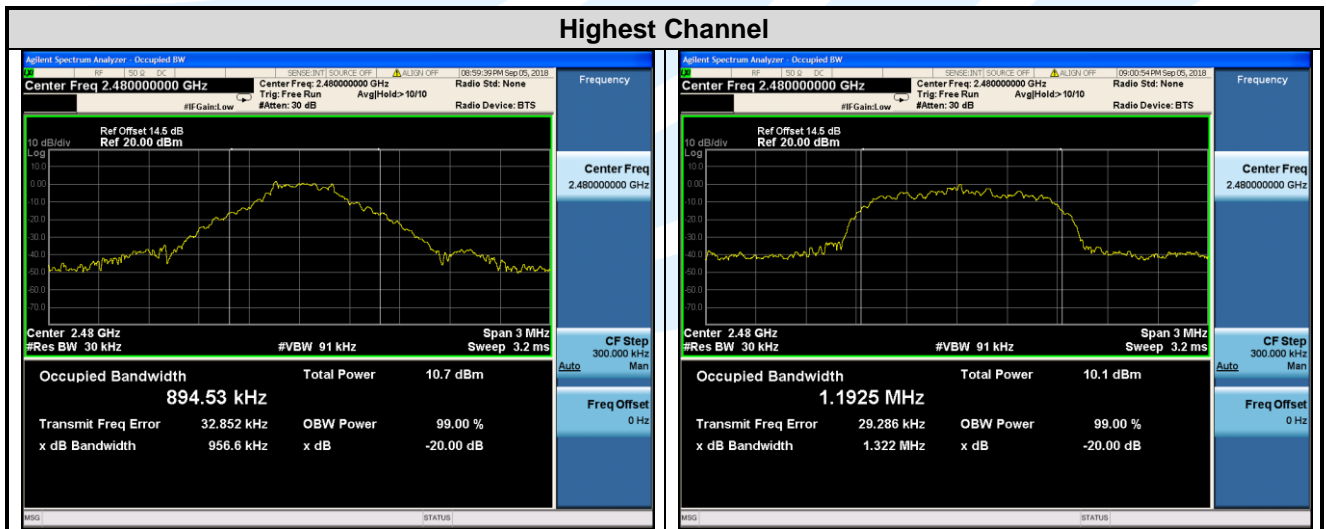 Highest Channel
Agilent Spectrum Analyzer - Occupied BW
RF 50 Ω DC SENSE:INT SOURCE OFF ALIGN OFF 08:59:39 PM Sep 05, 2018
Center Freq 2.480000000 GHz
Center Freq: 2.480000000 GHz
Radio Std: None
Trig: Free Run Avg|Hold:> 10/10
#IFGain:Low #Atten: 30 dB Radio Device: BTS
Ref Offset 14.5 dB
10 dB/div Ref 20.00 dBm
Log
10.0
0.00
-10.0
-20.0
-30.0
-40.0
-50.0
-60.0
-70.0
Center 2.48 GHz Span 3 MHz
#Res BW 30 kHz #VBW 91 kHz Sweep 3.2 ms
Occupied Bandwidth Total Power 10.7 dBm
894.53 kHz
Transmit Freq Error 32.852 kHz OBW Power 99.00 %
x dB Bandwidth 956.6 kHz x dB -20.00 dB
MSG STATUS
Frequency
Center Freq
2.480000000 GHz
CF Step
300.000 kHz
Auto Man
Freq Offset
0 Hz
Agilent Spectrum Analyzer - Occupied BW
RF 50 Ω DC SENSE:INT SOURCE OFF ALIGN OFF 09:00:54 PM Sep 05, 2018
Center Freq 2.480000000 GHz
Center Freq: 2.480000000 GHz
Radio Std: None
Trig: Free Run Avg|Hold:> 10/10
#IFGain:Low #Atten: 30 dB Radio Device: BTS
Ref Offset 14.5 dB
10 dB/div Ref 20.00 dBm
Log
10.0
0.00
-10.0
-20.0
-30.0
-40.0
-50.0
-60.0
-70.0
Center 2.48 GHz Span 3 MHz
#Res BW 30 kHz #VBW 91 kHz Sweep 3.2 ms
Occupied Bandwidth Total Power 10.1 dBm
1.1925 MHz
Transmit Freq Error 29.286 kHz OBW Power 99.00 %
x dB Bandwidth 1.322 MHz x dB -20.00 dB
MSG STATUS
Frequency
Center Freq
2.480000000 GHz
CF Step
300.000 kHz
Auto Man
Freq Offset
0 Hz